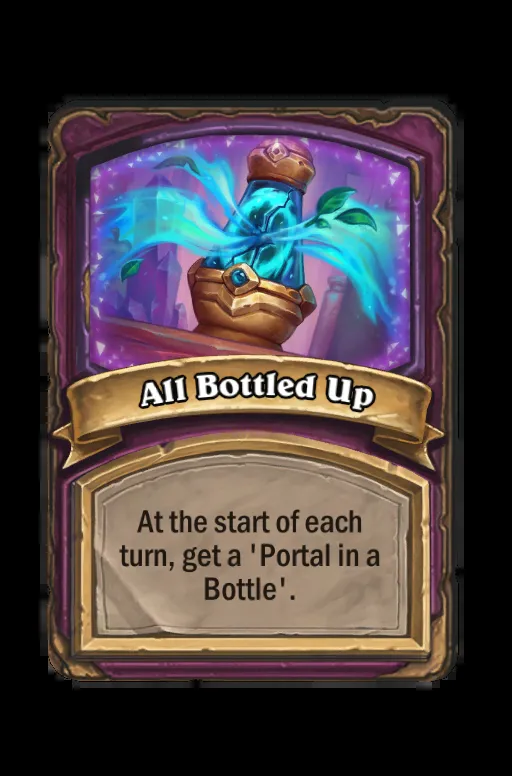 All Bottled Up
At the start of each
turn, get a 'Portal in a
Bottle'.